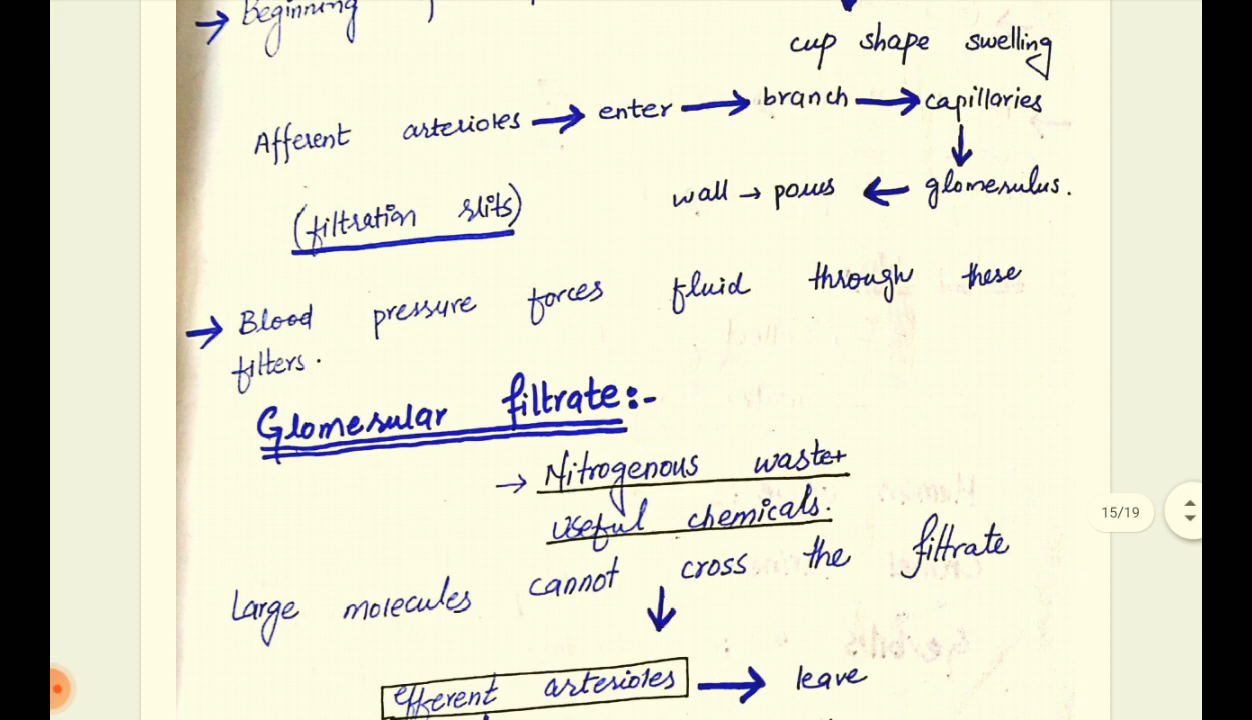 → Beginning
cup shape swelling
Afferent arterioles → enter → branch → capillaries
wall → pores ← glomerulus.
(filtration slits)
→ Blood pressure forces fluid through these
filters.
Glomerular filtrate:-
→ Nitrogenous waste+
useful chemicals.
15/19
Large molecules cannot cross the filtrate
efferent arterioles → leave